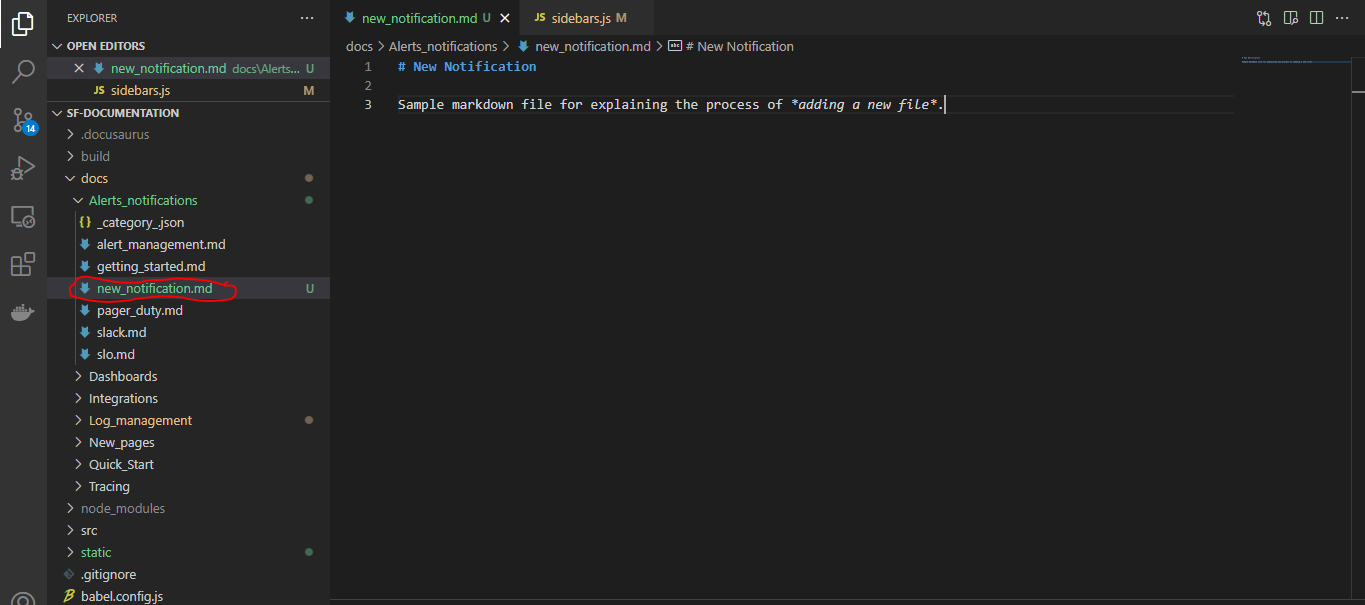 EXPLORER
OPEN EDITORS
new_notification.md docs\Alerts... U
JS sidebars.js M
SF-DOCUMENTATION
.docusaurus
build
docs
Alerts_notifications
{} _category_.json
alert_management.md
getting_started.md
new_notification.md U
pager_duty.md
slack.md
slo.md
Dashboards
Integrations
Log_management
New_pages
Quick_Start
Tracing
node_modules
src
static
.gitignore
babel.config.js
14
new_notification.md U
JS sidebars.js M
docs > Alerts_notifications > new_notification.md > abc # New Notification
1 # New Notification
2
3 Sample markdown file for explaining the process of *adding a new file*.